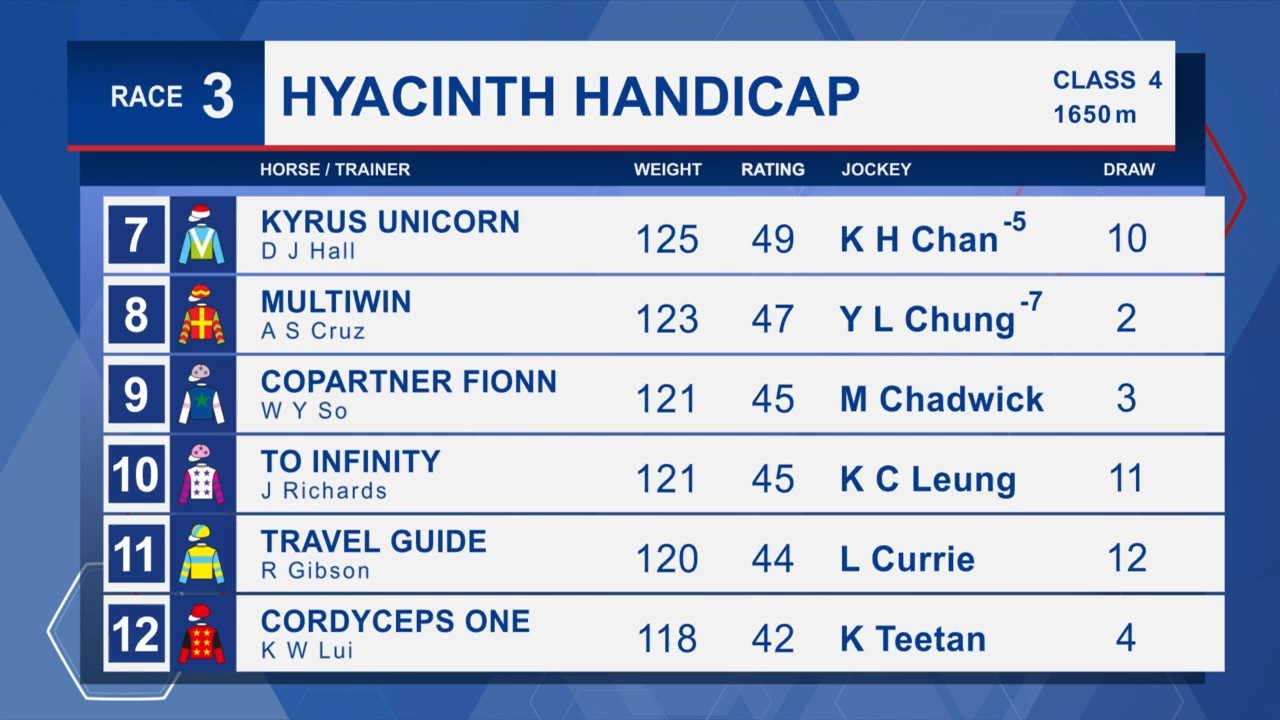 RACE 3 HYACINTH HANDICAP
CLASS 4
1650m
HORSE / TRAINER WEIGHT RATING JOCKEY DRAW
7 KYRUS UNICORN 125 49 K H Chan -5 10
D J Hall
8 MULTIWIN 123 47 Y L Chung -7 2
A S Cruz
9 COPARTNER FIONN 121 45 M Chadwick 3
W Y So
10 TO INFINITY 121 45 K C Leung 11
J Richards
11 TRAVEL GUIDE 120 44 L Currie 12
R Gibson
12 CORDYCEPS ONE 118 42 K Teetan 4
K W Lui